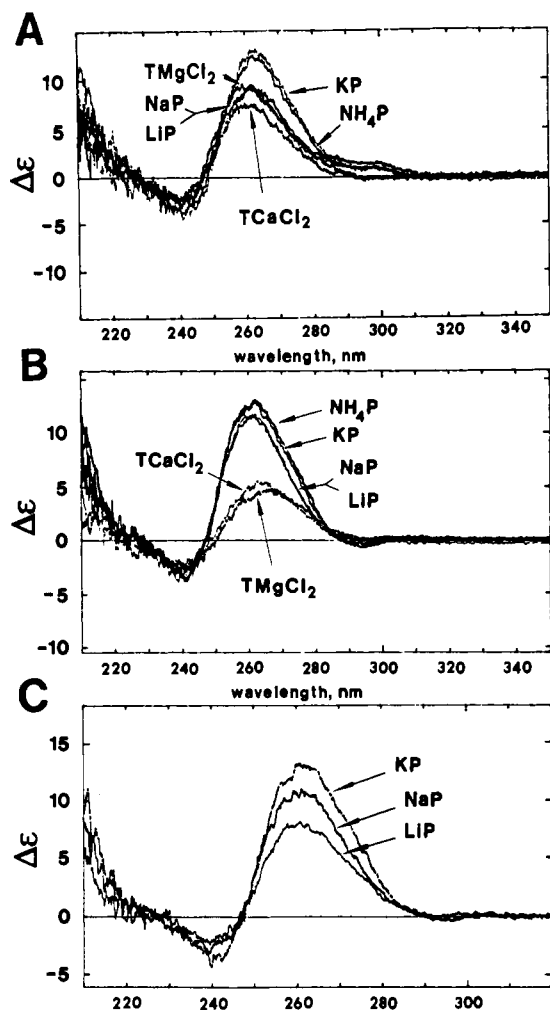 A
10
5
0
-5
-10
Δε
TMgCl2
NaP
LiP
KP
NH4P
TCaCl2
220 240 260 280 300 320 340
wavelength, nm
B
10
5
0
-5
-10
Δε
NH4P
KP
TCaCl2
NaP
LiP
TMgCl2
220 240 260 280 300 320 340
wavelength, nm
C
15
10
5
0
-5
Δε
KP
NaP
LiP
220 240 260 280 300 320